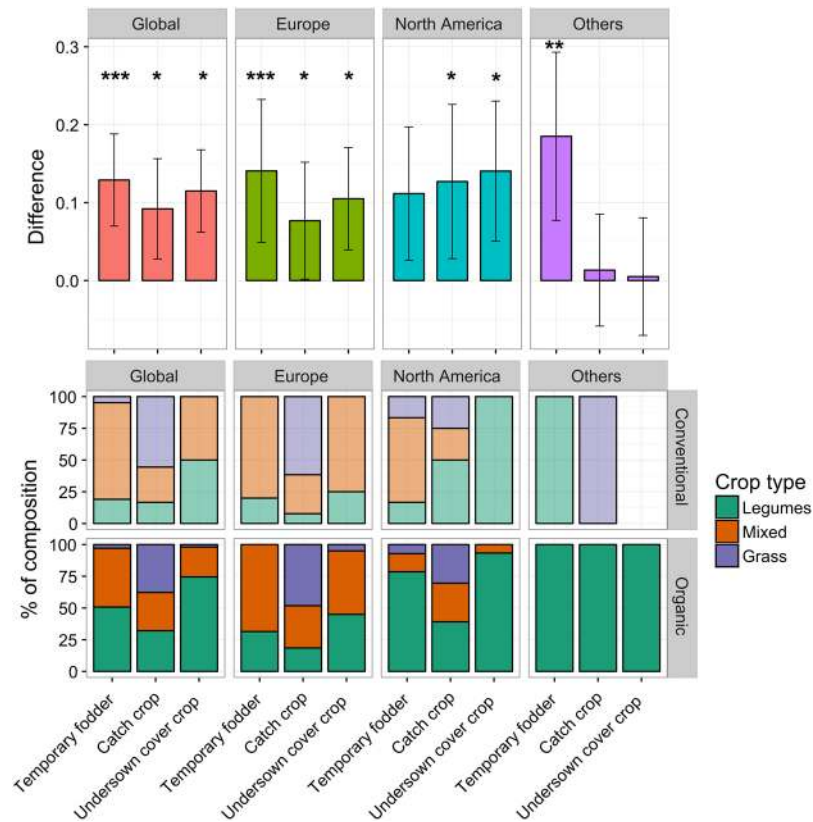 Global Europe North America Others
0.3
0.2
0.1
0.0
Difference
*** * *
*** * *
* *
**
Global Europe North America Others
100
75
50
25
0
Conventional
100
75
50
25
0
Organic
% of composition
Temporary fodder
Catch crop
Undersown cover crop
Temporary fodder
Catch crop
Undersown cover crop
Temporary fodder
Catch crop
Undersown cover crop
Temporary fodder
Catch crop
Undersown cover crop
Crop type
Legumes
Mixed
Grass